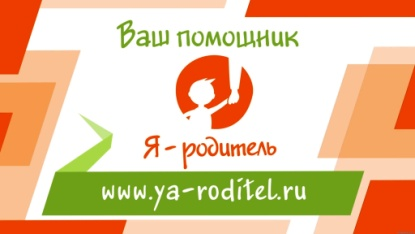 Ваш помощник
Я - родитель
www.ya-roditel.ru